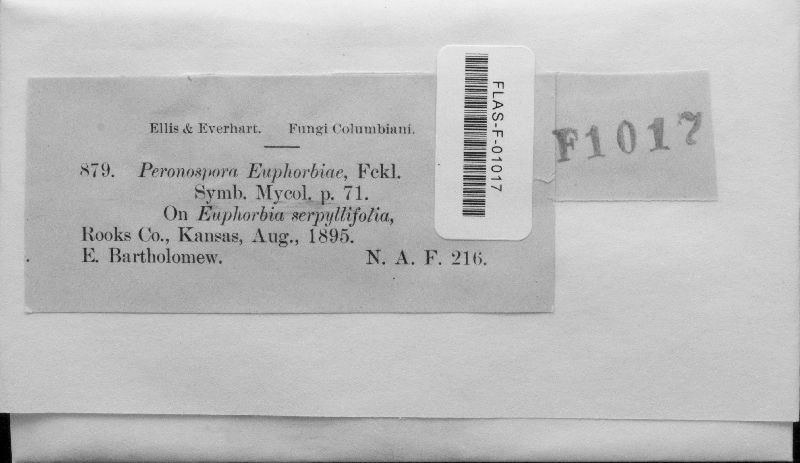 Ellis & Everhart. Fungi Columbiani.
879. Peronospora Euphorbiae, Fckl.
Symb. Mycol. p. 71.
On Euphorbia serpyllifolia,
Rooks Co., Kansas, Aug., 1895.
E. Bartholomew. N. A. F. 216.
FLAS-F-01017
F1017